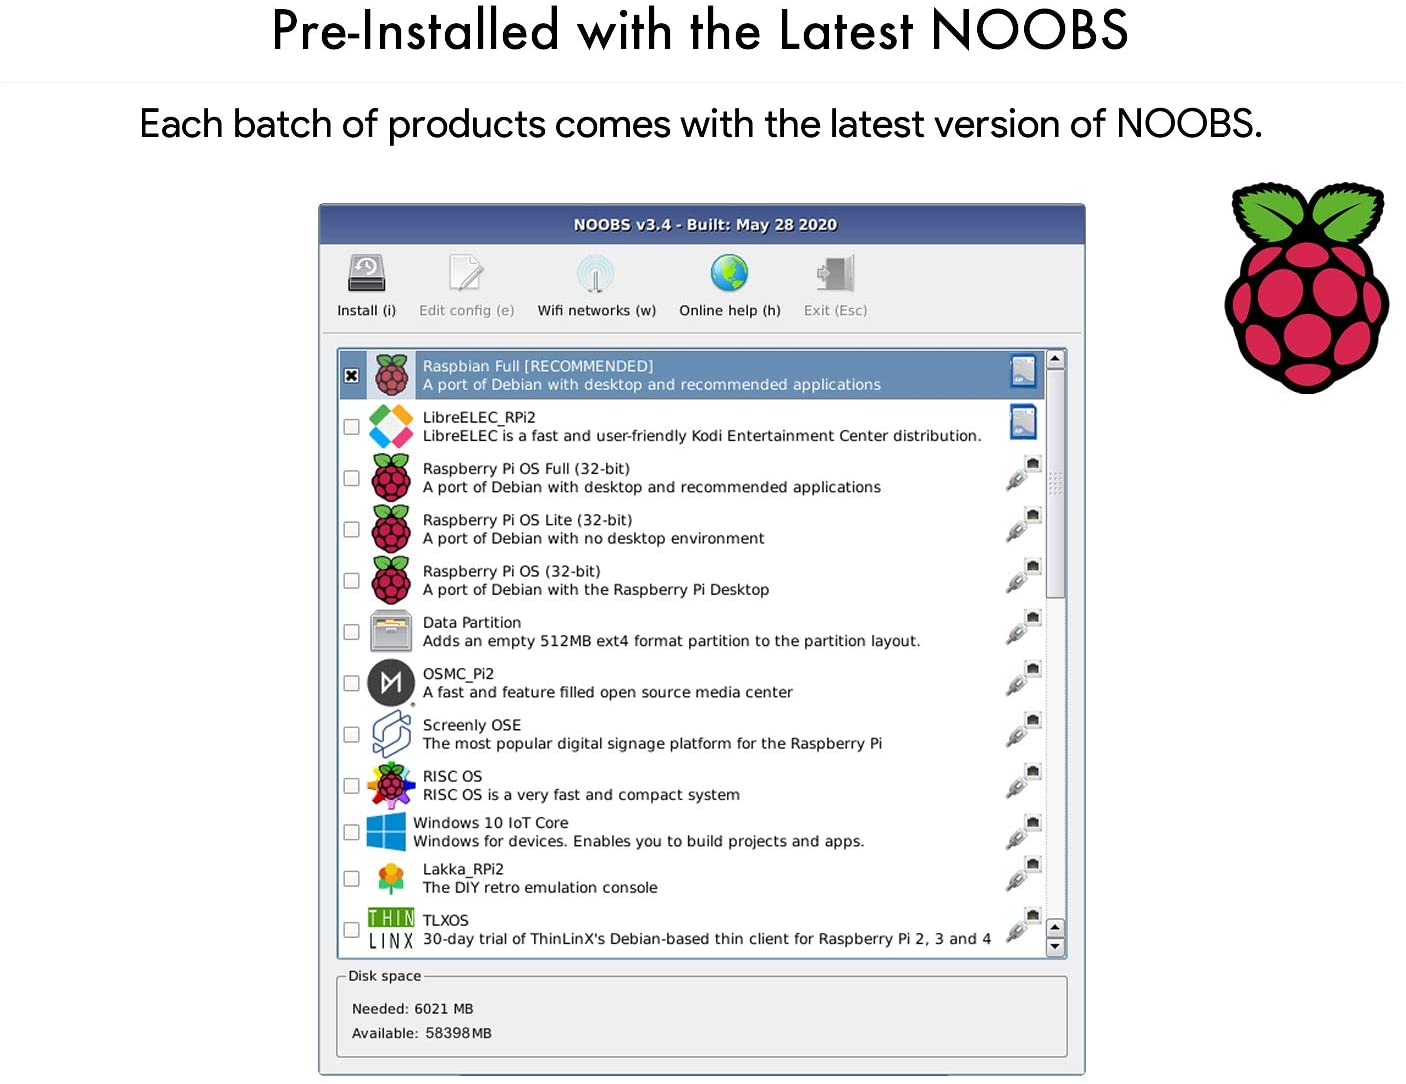 Pre-Installed with the Latest NOOBS
Each batch of products comes with the latest version of NOOBS.
NOOBS v3.4 - Built: May 28 2020
Install (i) Edit config (e) Wifi networks (w) Online help (h) Exit (Esc)
Raspbian Full [RECOMMENDED]
A port of Debian with desktop and recommended applications
LibreELEC_RPi2
LibreELEC is a fast and user-friendly Kodi Entertainment Center distribution.
Raspberry Pi OS Full (32-bit)
A port of Debian with desktop and recommended applications
Raspberry Pi OS Lite (32-bit)
A port of Debian with no desktop environment
Raspberry Pi OS (32-bit)
A port of Debian with the Raspberry Pi Desktop
Data Partition
Adds an empty 512MB ext4 format partition to the partition layout.
OSMC_Pi2
A fast and feature filled open source media center
Screenly OSE
The most popular digital signage platform for the Raspberry Pi
RISC OS
RISC OS is a very fast and compact system
Windows 10 IoT Core
Windows for devices. Enables you to build projects and apps.
Lakka_RPi2
The DIY retro emulation console
THIN
LINX
TLXOS
30-day trial of ThinLinX's Debian-based thin client for Raspberry Pi 2, 3 and 4
Disk space
Needed: 6021 MB
Available: 58398MB